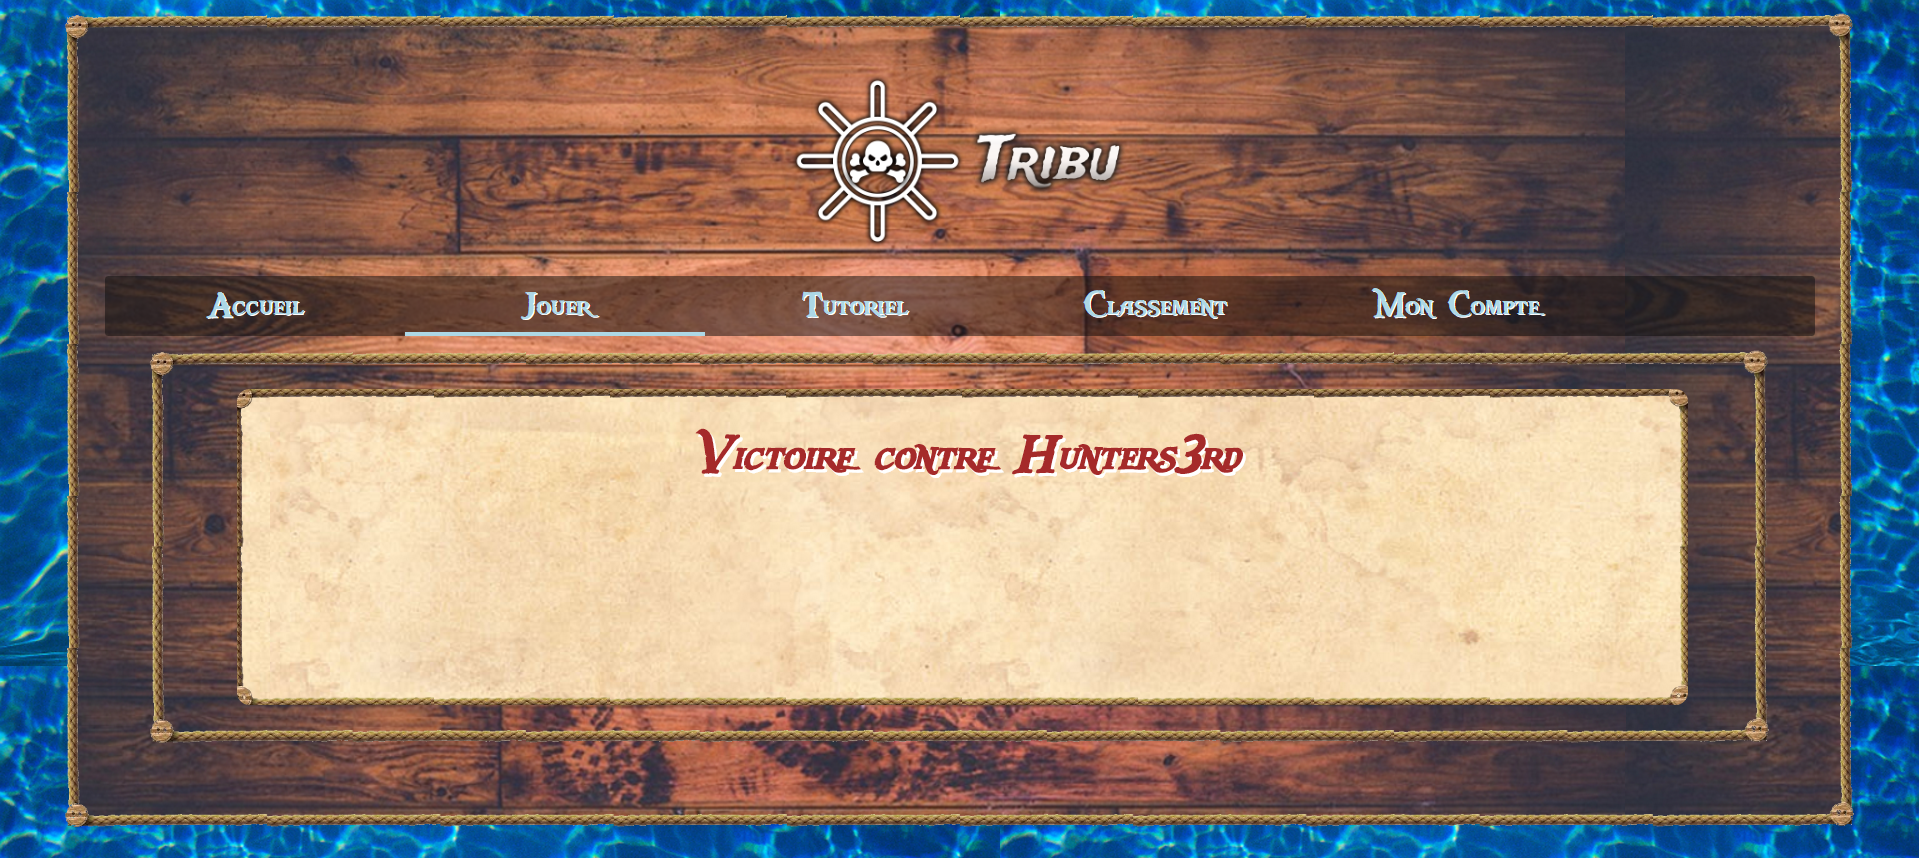 Tribu
Accueil Jouer Tutoriel Classement Mon Compte
Victoire contre Hunters3rd